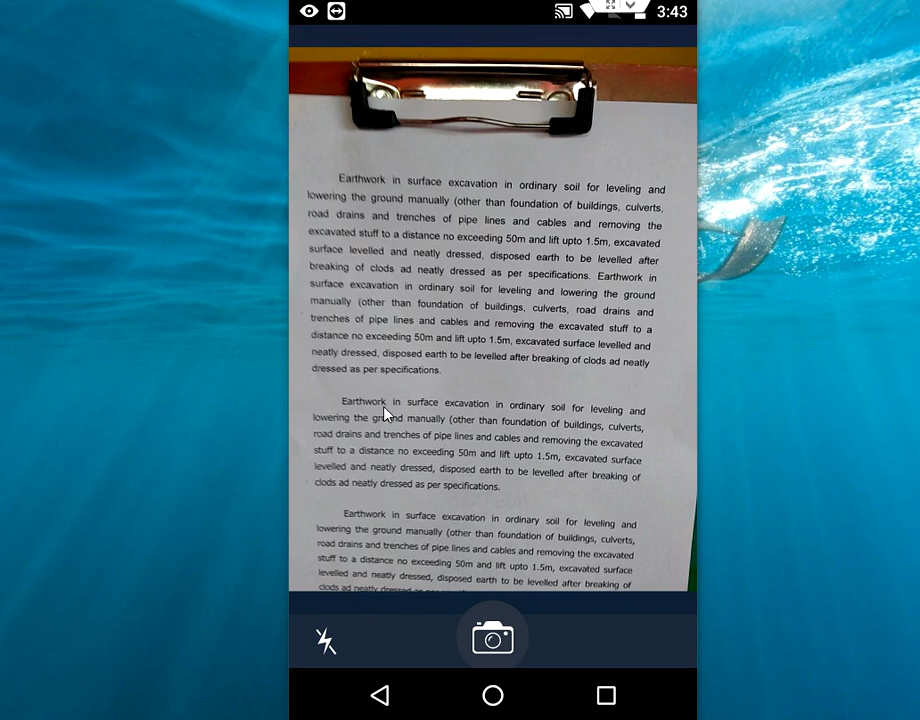 3:43
Earthwork in surface excavation in ordinary soil for leveling and
lowering the ground manually (other than foundation of buildings, culverts,
road drains and trenches of pipe lines and cables and removing the
excavated stuff to a distance no exceeding 50m and lift upto 1.5m, excavated
surface levelled and neatly dressed, disposed earth to be levelled after
breaking of clods ad neatly dressed as per specifications. Earthwork in
surface excavation in ordinary soil for leveling and lowering the ground
manually (other than foundation of buildings, culverts, road drains and
trenches of pipe lines and cables and removing the excavated stuff to a
distance no exceeding 50m and lift upto 1.5m, excavated surface levelled and
neatly dressed, disposed earth to be levelled after breaking of clods ad neatly
dressed as per specifications.
Earthwork in surface excavation in ordinary soil for leveling and
lowering the ground manually (other than foundation of buildings, culverts,
road drains and trenches of pipe lines and cables and removing the excavated
stuff to a distance no exceeding 50m and lift upto 1.5m, excavated surface
levelled and neatly dressed, disposed earth to be levelled after breaking of
clods ad neatly dressed as per specifications.
Earthwork in surface excavation in ordinary soil for leveling and
lowering the ground manually (other than foundation of buildings, culverts,
road drains and trenches of pipe lines and cables and removing the excavated
stuff to a distance no exceeding 50m and lift upto 1.5m, excavated surface
levelled and neatly dressed, disposed earth to be levelled after breaking of
clods ad neatly dressed as per